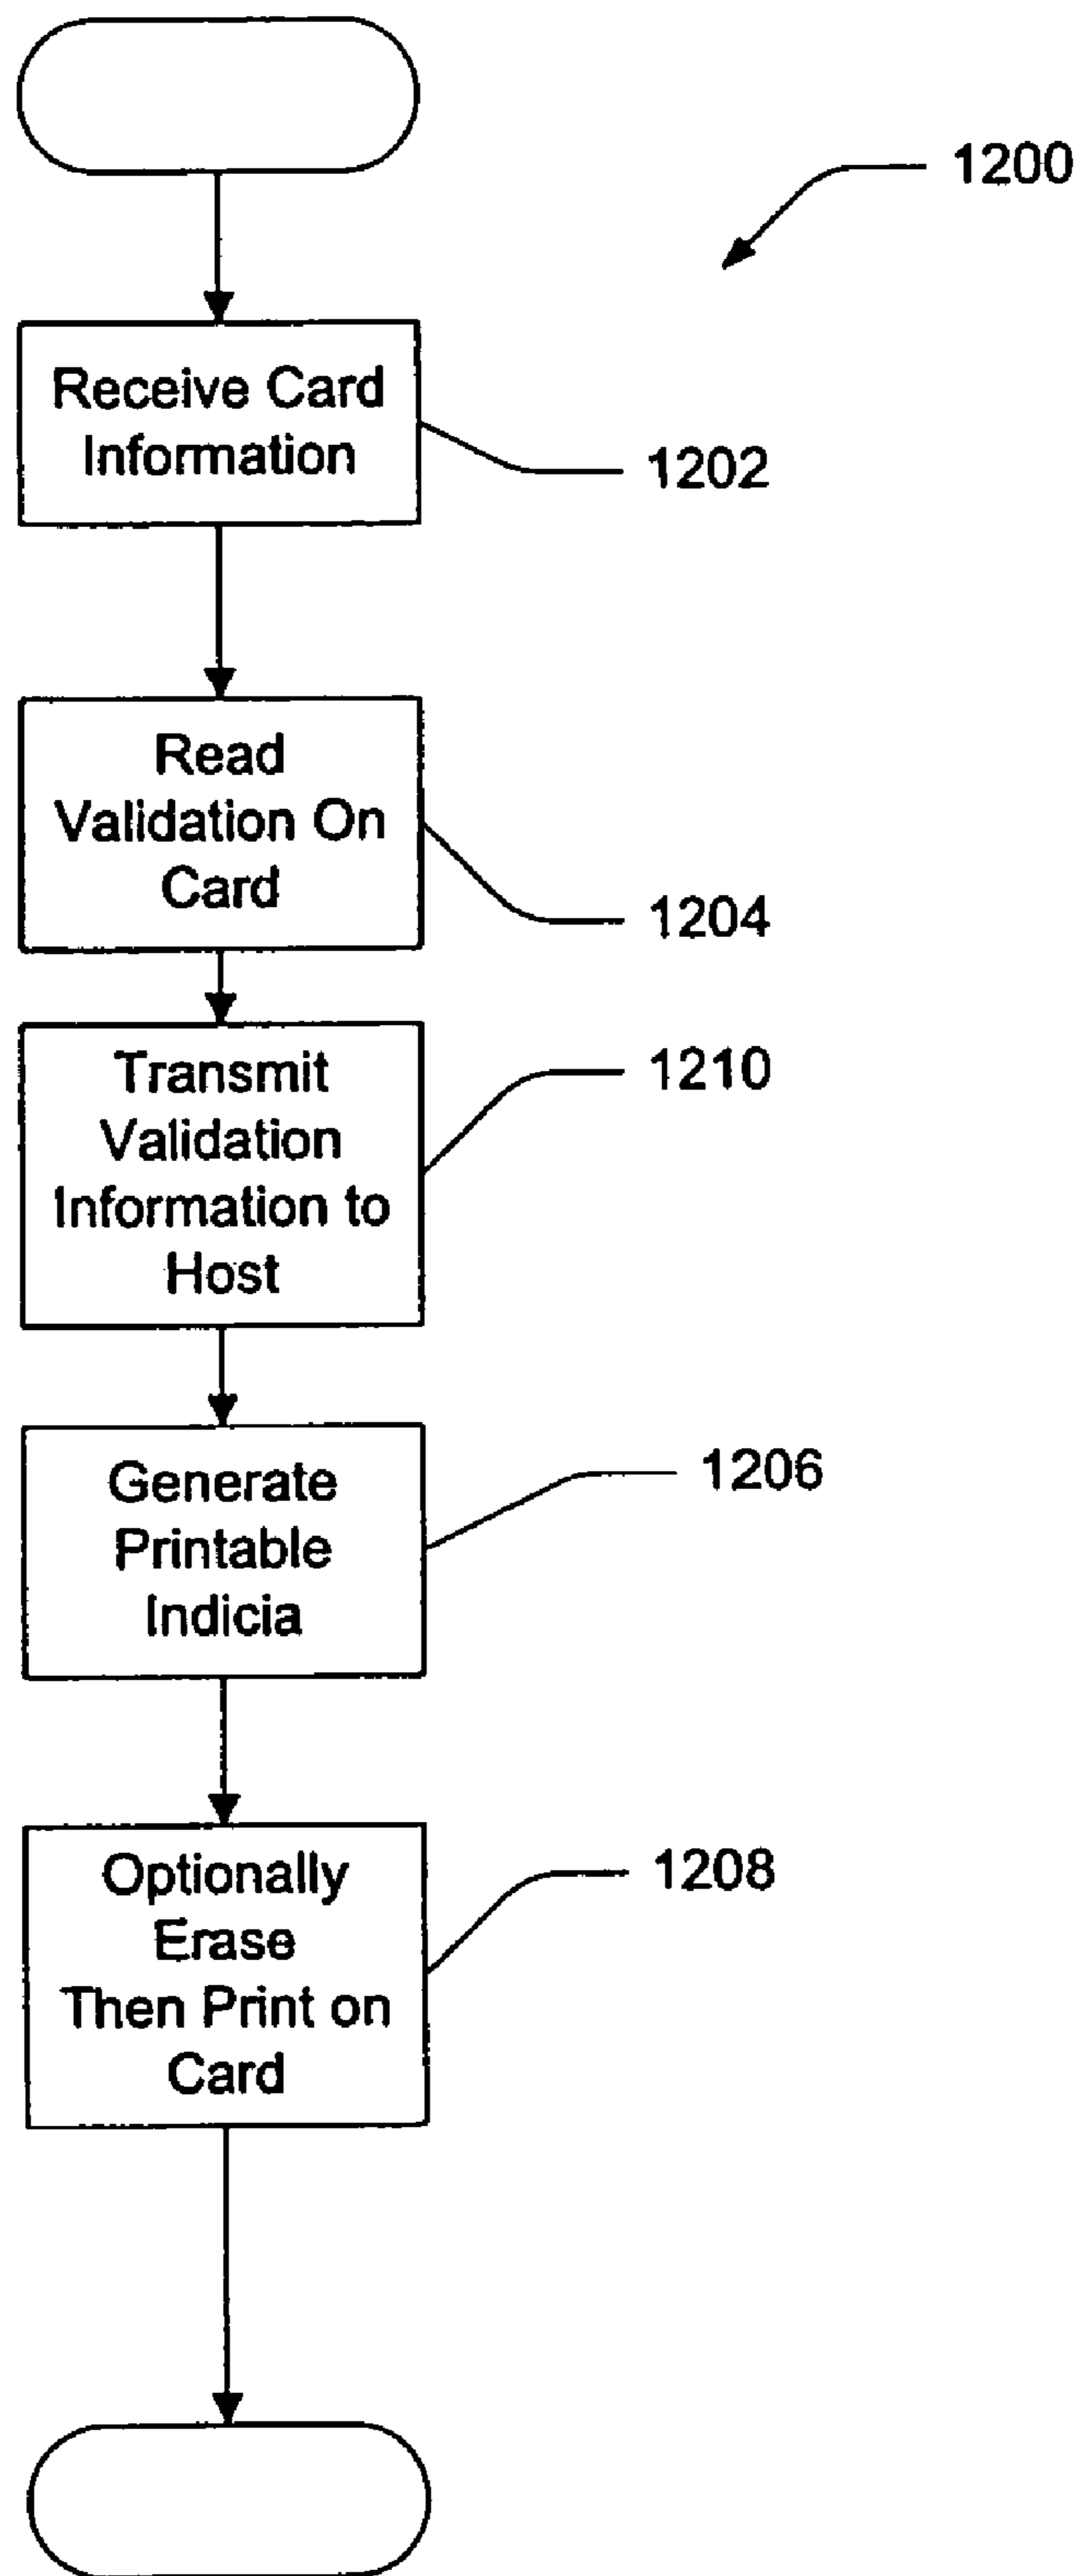 1200
Receive Card
Information
1202
Read
Validation On
Card
1204
Transmit
Validation
Information to
Host
1210
Generate
Printable
Indicia
1206
Optionally
Erase
Then Print on
Card
1208